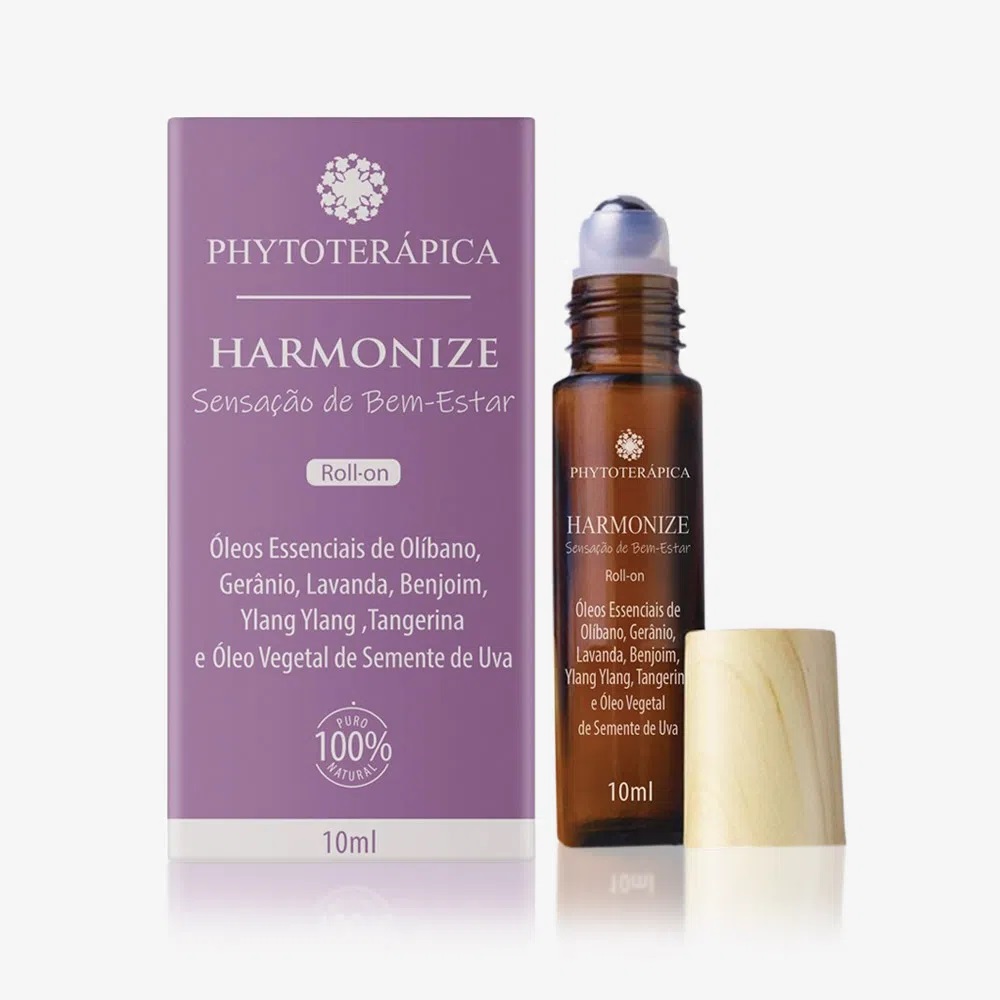 PHYTOTERÁPICA
HARMONIZE
Sensação de Bem-Estar
Roll-on
Óleos Essenciais de Olíbano,
Gerânio, Lavanda, Benjoim,
Ylang Ylang ,Tangerina
e Óleo Vegetal de Semente de Uva
PURO
100%
NATURAL
10ml
PHYTOTERÁPICA
HARMONIZE
Sensação de Bem-Estar
Roll-on
Óleos Essenciais de
Olíbano, Gerânio,
Lavanda, Benjoim,
Ylang Ylang, Tangerin
e Óleo Vegetal
de Semente de Uva
10ml